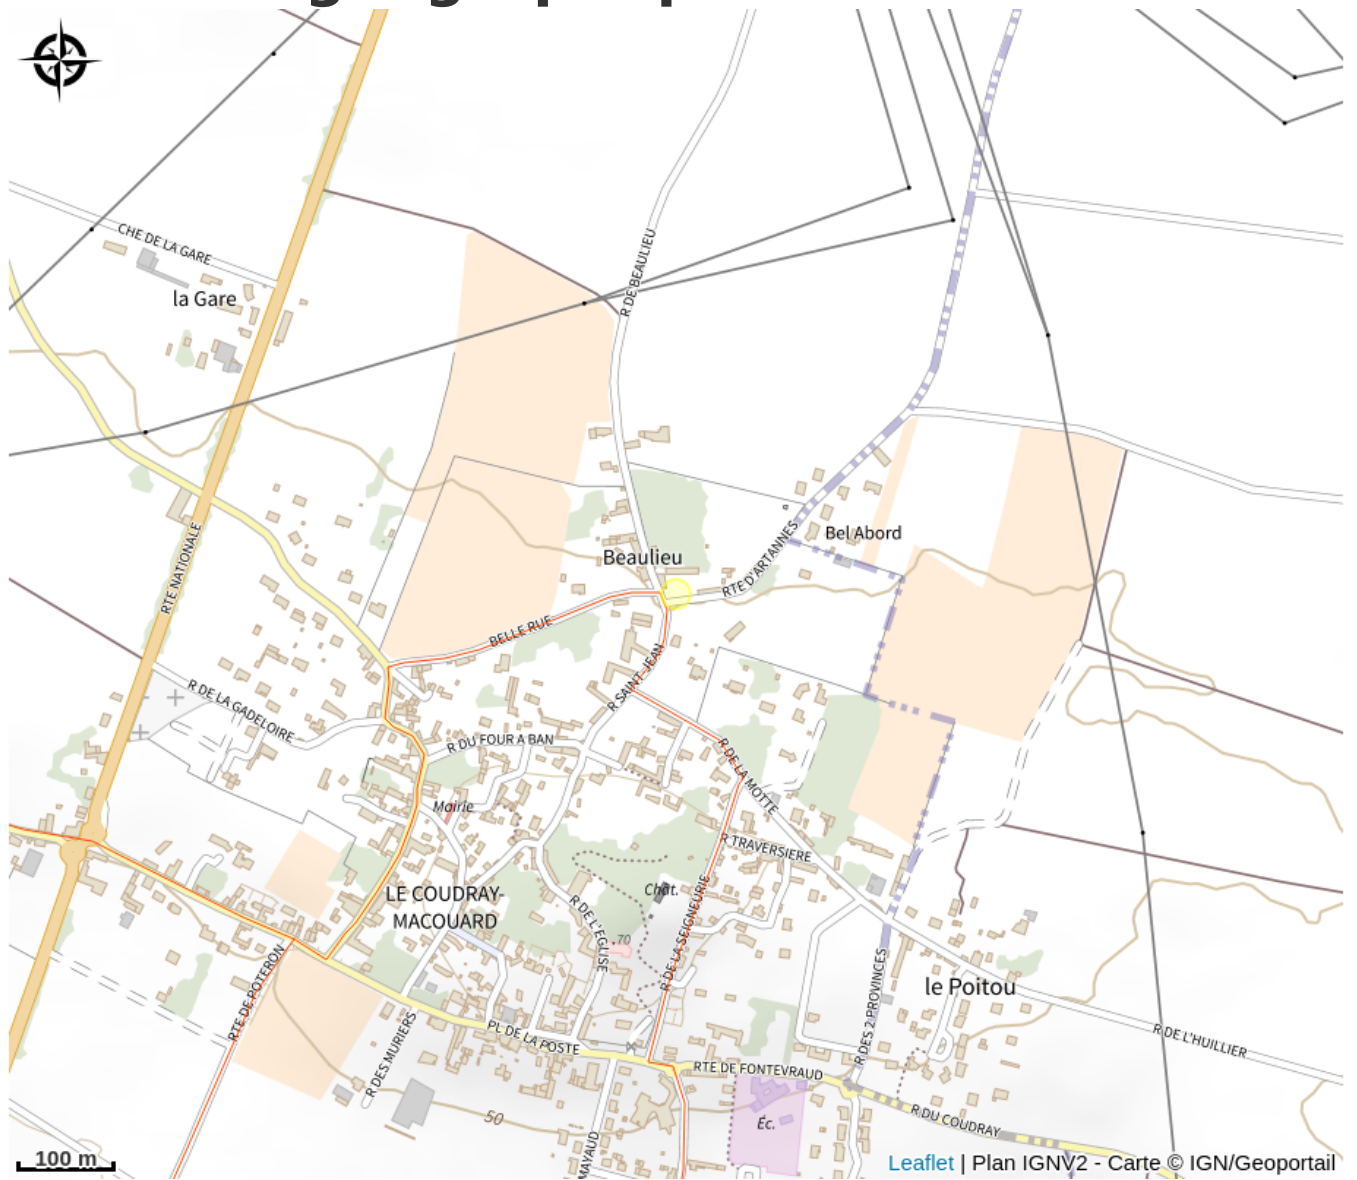 CHE DE LA GARE
la Gare
R DE BEAULIEU
RTE NATIONALE
Bel Abord
Beaulieu
RTE D'ARTANNES
BELLE RUE
R SAINT JEAN
R DE LA GADELOIRE
R DU FOUR A BAN
R DE LA MOTTE
Mairie
R TRAVERSIERE
LE COUDRAY-
MACOUARD
Chât.
R DE L'EGLISE
70
R DE LA SEIGNEURIE
RTE DE POTERON
R DES 2 PROVINCES
le Poitou
R DES MURIERS
PL DE LA POSTE
R DE L'HUILLIER
RTE DE FONTEVRAUD
50
Éc.
R DU COUDRAY
MAYAUD
100 m
Leaflet | Plan IGNV2 - Carte © IGN/Geoportail